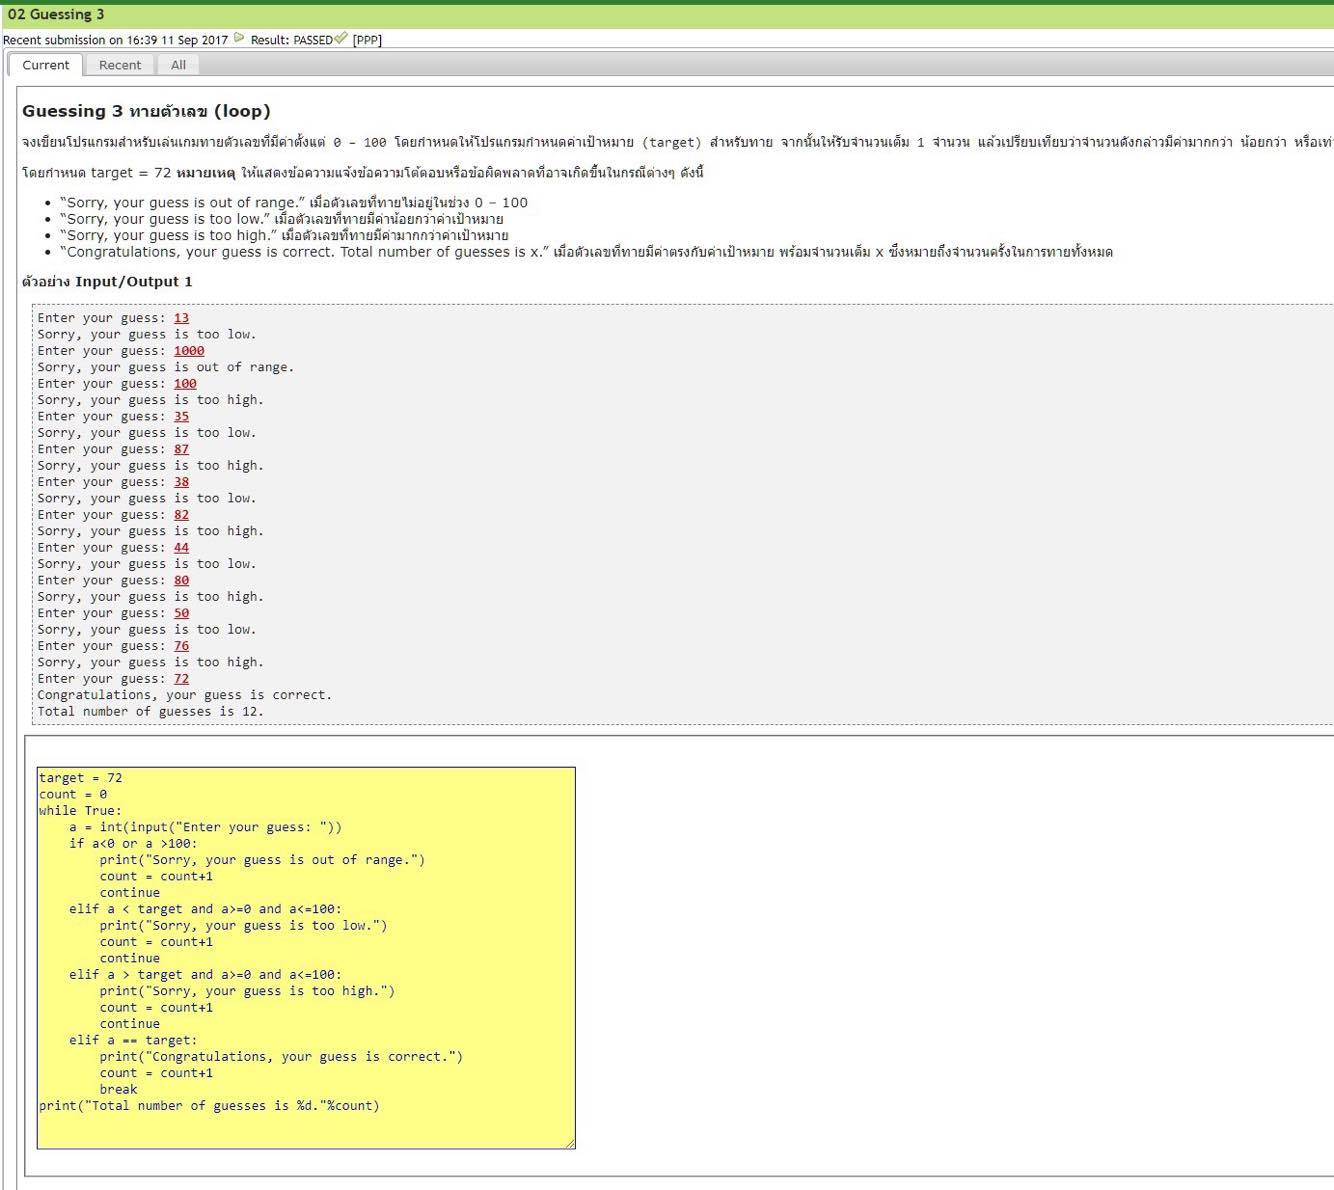 02 Guessing 3
Recent submission on 16:39 11 Sep 2017 Result: PASSED [PPP]
Current Recent All
Guessing 3 ทายตัวเลข (loop)
จงเขียนโปรแกรมสำหรับเล่นเกมทายตัวเลขที่มีค่าตั้งแต่ 0 - 100 โดยกำหนดให้โปรแกรมกำหนดค่าเป้าหมาย (target) สำหรับทาย จากนั้นให้รับจำนวนเต็ม 1 จำนวน แล้วเปรียบเทียบว่าจำนวนดังกล่าวมีค่ามากกว่า น้อยกว่า หรือเท่า
โดยกำหนด target = 72 หมายเหตุ ให้แสดงข้อความแจ้งข้อความโต้ตอบหรือข้อผิดพลาดที่อาจเกิดขึ้นในกรณีต่างๆ ดังนี้
• “Sorry, your guess is out of range.” เมื่อตัวเลขที่ทายไม่อยู่ในช่วง 0 – 100
• “Sorry, your guess is too low.” เมื่อตัวเลขที่ทายมีค่าน้อยกว่าค่าเป้าหมาย
• “Sorry, your guess is too high.” เมื่อตัวเลขที่ทายมีค่ามากกว่าค่าเป้าหมาย
• “Congratulations, your guess is correct. Total number of guesses is x.” เมื่อตัวเลขที่ทายมีค่าตรงกับค่าเป้าหมาย พร้อมจำนวนเต็ม x ซึ่งหมายถึงจำนวนครั้งในการทายทั้งหมด
ตัวอย่าง Input/Output 1
Enter your guess: 13
Sorry, your guess is too low.
Enter your guess: 1000
Sorry, your guess is out of range.
Enter your guess: 100
Sorry, your guess is too high.
Enter your guess: 35
Sorry, your guess is too low.
Enter your guess: 87
Sorry, your guess is too high.
Enter your guess: 38
Sorry, your guess is too low.
Enter your guess: 82
Sorry, your guess is too high.
Enter your guess: 44
Sorry, your guess is too low.
Enter your guess: 80
Sorry, your guess is too high.
Enter your guess: 50
Sorry, your guess is too low.
Enter your guess: 76
Sorry, your guess is too high.
Enter your guess: 72
Congratulations, your guess is correct.
Total number of guesses is 12.
target = 72
count = 0
while True:
    a = int(input("Enter your guess: "))
    if a<0 or a >100:
        print("Sorry, your guess is out of range.")
        count = count+1
        continue
    elif a < target and a>=0 and a<=100:
        print("Sorry, your guess is too low.")
        count = count+1
        continue
    elif a > target and a>=0 and a<=100:
        print("Sorry, your guess is too high.")
        count = count+1
        continue
    elif a == target:
        print("Congratulations, your guess is correct.")
        count = count+1
        break
print("Total number of guesses is %d."%count)